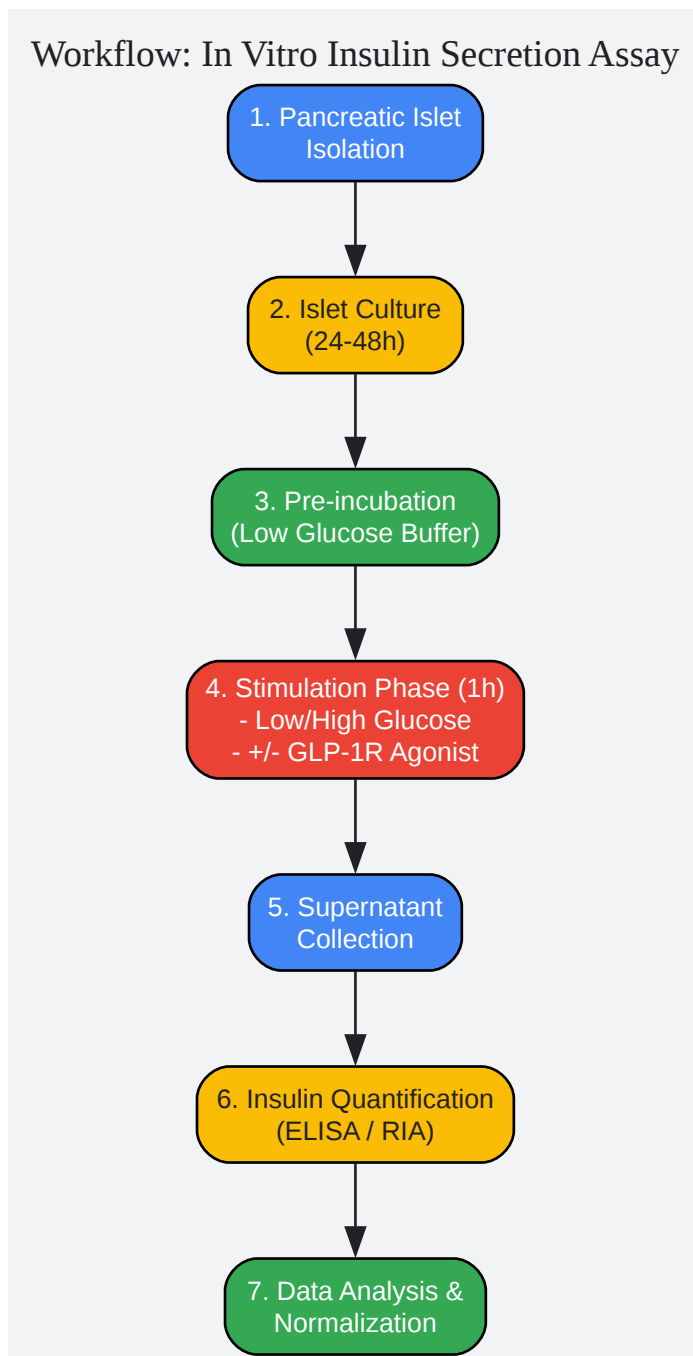 Workflow: In Vitro Insulin Secretion Assay
1. Pancreatic Islet
Isolation
2. Islet Culture
(24-48h)
3. Pre-incubation
(Low Glucose Buffer)
4. Stimulation Phase (1h)
- Low/High Glucose
- +/- GLP-1R Agonist
5. Supernatant
Collection
6. Insulin Quantification
(ELISA / RIA)
7. Data Analysis &
Normalization